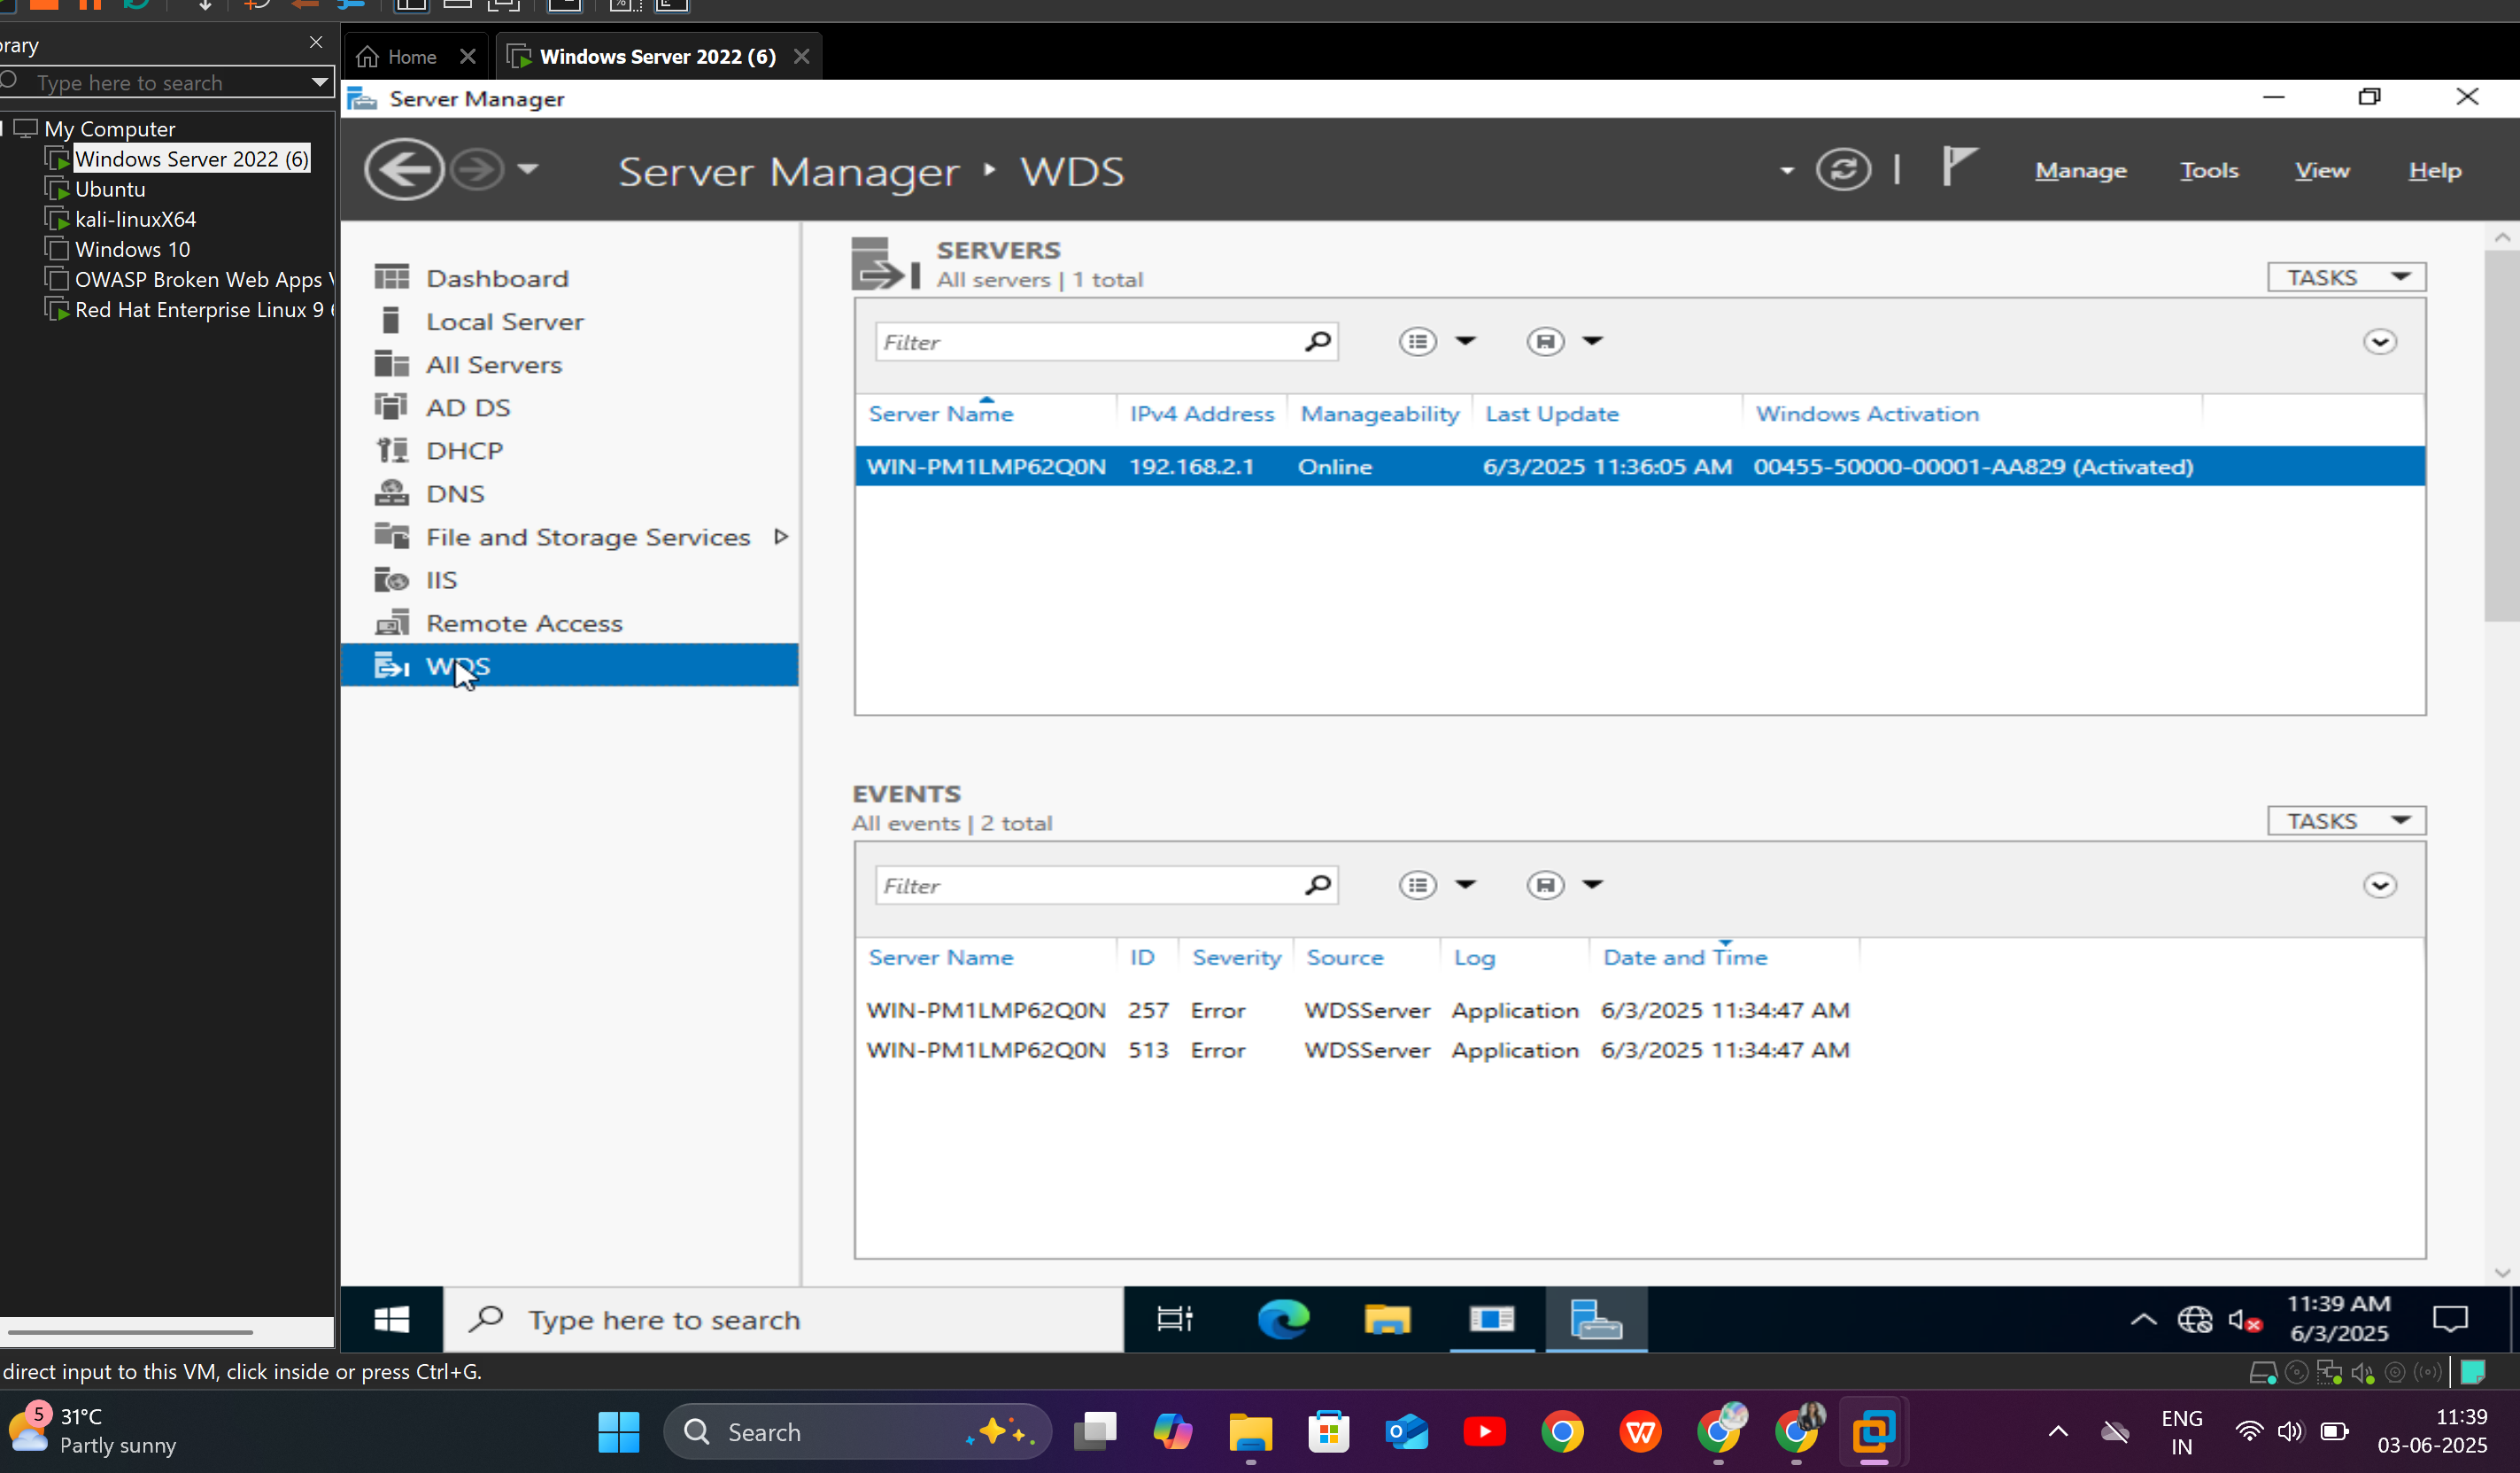 brary
Type here to search
My Computer
Windows Server 2022 (6)
Ubuntu
kali-linuxX64
Windows 10
OWASP Broken Web Apps
Red Hat Enterprise Linux 9
Home
Windows Server 2022 (6)
Server Manager
Server Manager WDS
Manage Tools View Help
Dashboard
Local Server
All Servers
AD DS
DHCP
DNS
File and Storage Services
IIS
Remote Access
WDS
SERVERS
All servers | 1 total
TASKS
Filter
Server Name IPv4 Address Manageability Last Update Windows Activation
WIN-PM1LMP62Q0N 192.168.2.1 Online 6/3/2025 11:36:05 AM 00455-50000-00001-AA829 (Activated)
EVENTS
All events | 2 total
TASKS
Filter
Server Name ID Severity Source Log Date and Time
WIN-PM1LMP62Q0N 257 Error WDSServer Application 6/3/2025 11:34:47 AM
WIN-PM1LMP62Q0N 513 Error WDSServer Application 6/3/2025 11:34:47 AM
Type here to search
11:39 AM
6/3/2025
direct input to this VM, click inside or press Ctrl+G.
5
31°C
Partly sunny
Search
ENG
IN
11:39
03-06-2025